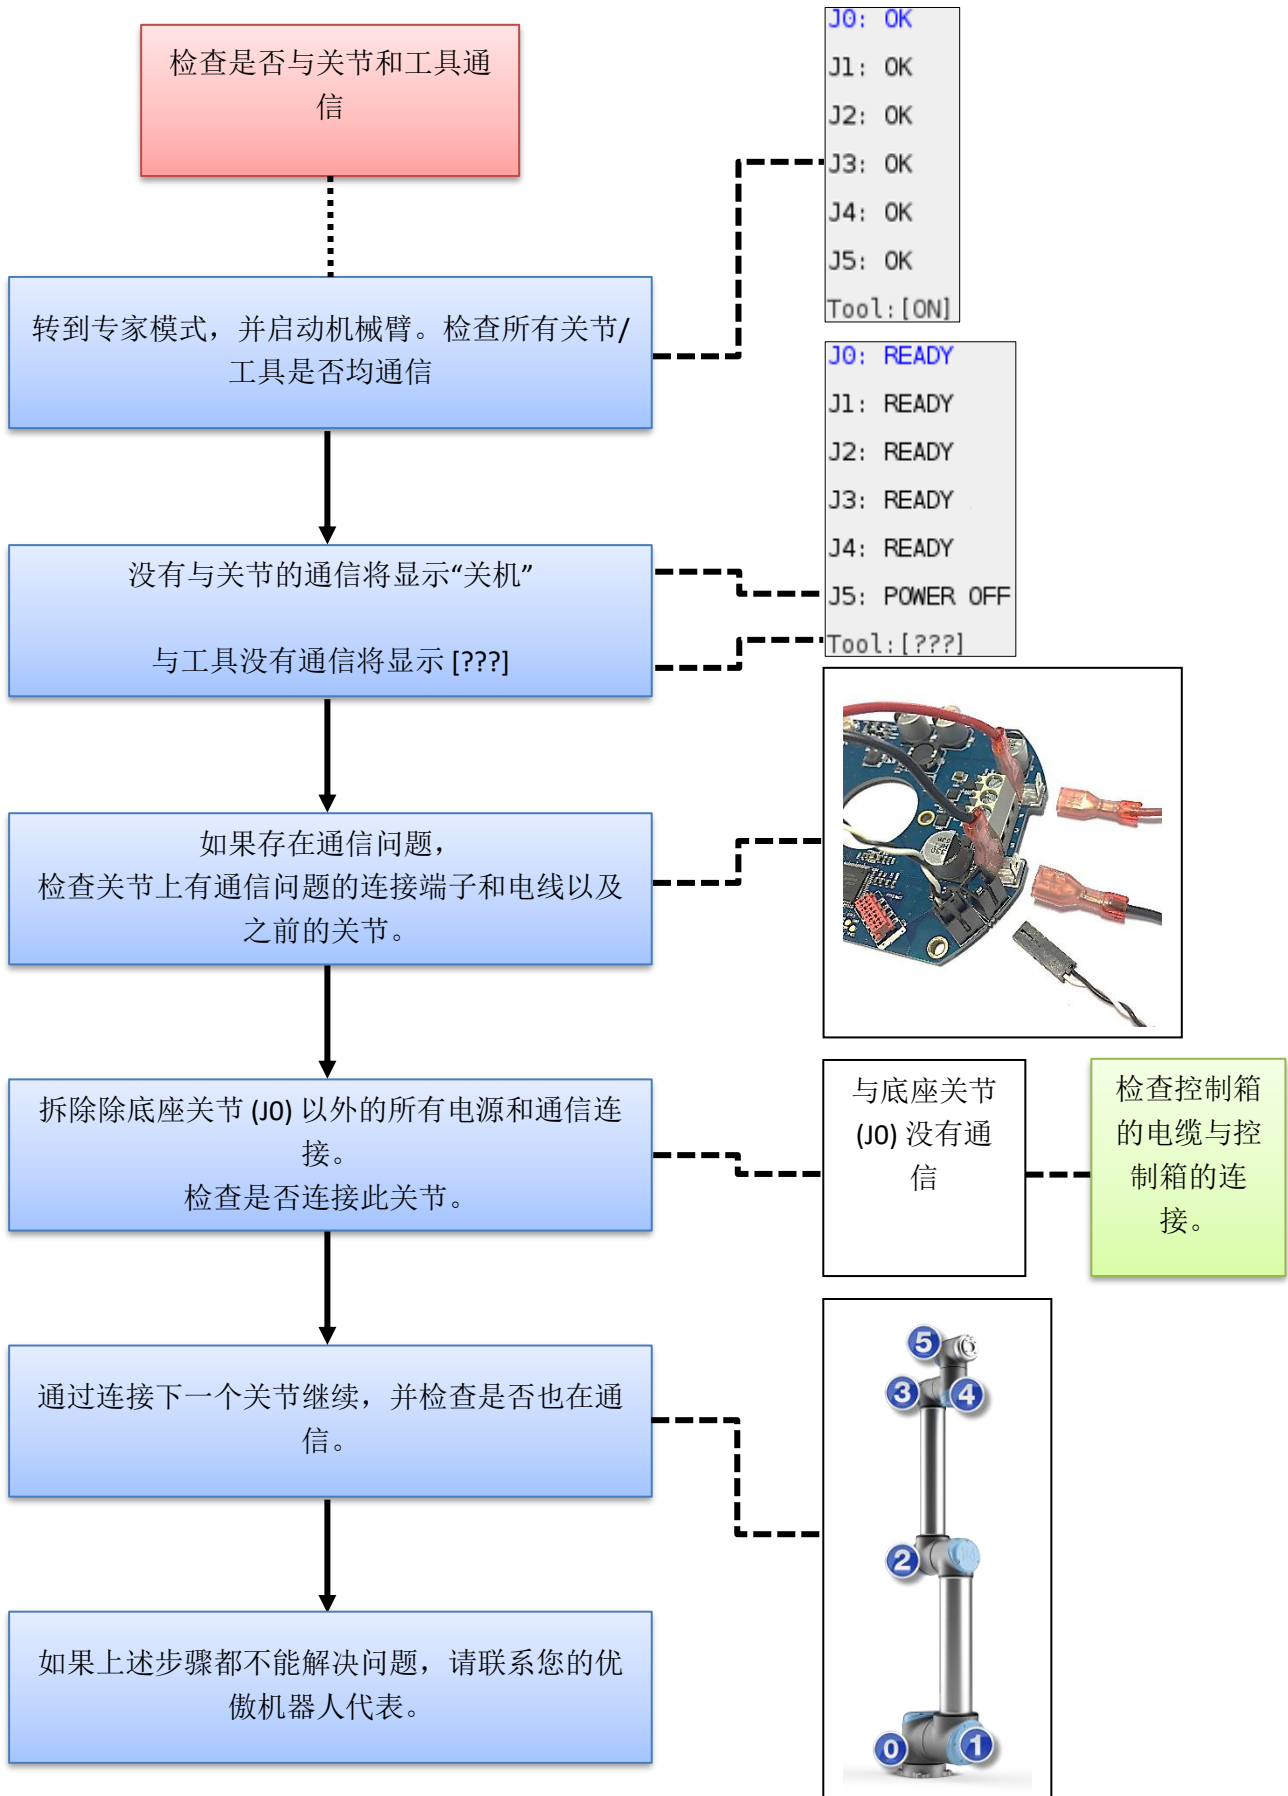 检查是否与关节和工具通
信
J0: OK
J1: OK
J2: OK
J3: OK
J4: OK
J5: OK
Tool:[ON]
转到专家模式，并启动机械臂。检查所有关节/
工具是否均通信
J0: READY
J1: READY
J2: READY
J3: READY
J4: READY
J5: POWER OFF
Tool:[???]
没有与关节的通信将显示“关机”
与工具没有通信将显示 [???]
如果存在通信问题，
检查关节上有通信问题的连接端子和电线以及
之前的关节。
拆除除底座关节 (J0) 以外的所有电源和通信连
接。
检查是否连接此关节。
与底座关节
(J0) 没有通
信
检查控制箱
的电缆与控
制箱的连
接。
通过连接下一个关节继续，并检查是否也在通
信。
5
3
4
2
0
1
如果上述步骤都不能解决问题，请联系您的优
傲机器人代表。